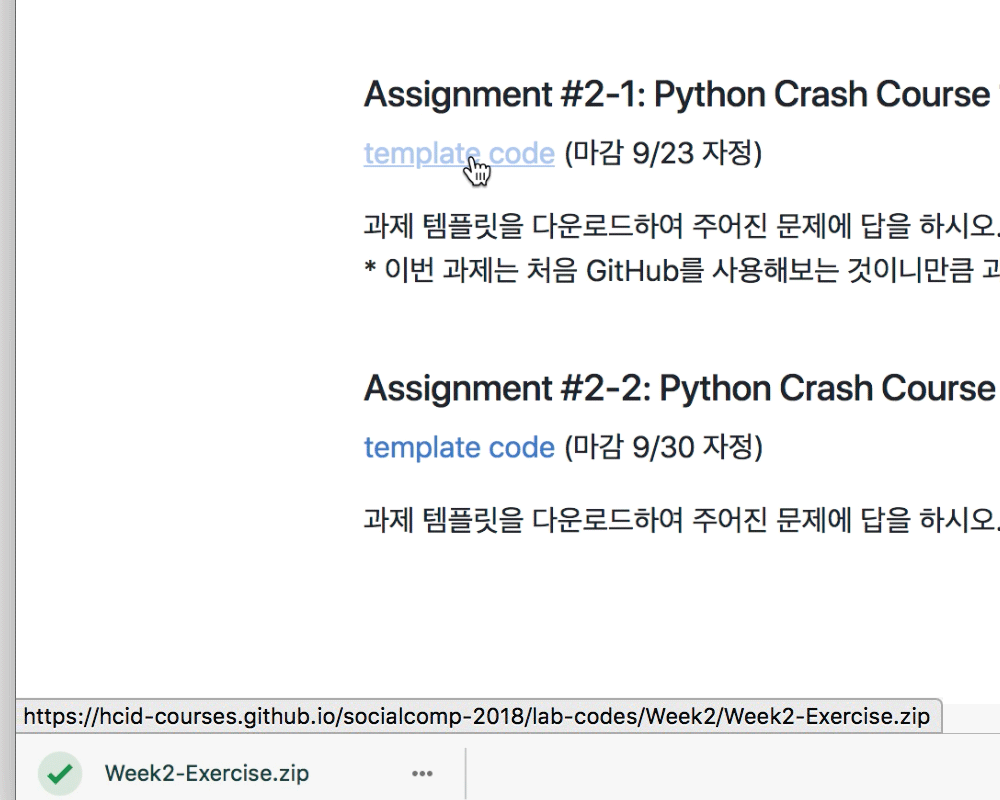 Assignment #2-1: Python Crash Course
template code (마감 9/23 자정)
과제 템플릿을 다운로드하여 주어진 문제에 답을 하시오.
* 이번 과제는 처음 GitHub를 사용해보는 것이니만큼
Assignment #2-2: Python Crash Course
template code (마감 9/30 자정)
과제 템플릿을 다운로드하여 주어진 문제에 답을 하시오.
https://hcid-courses.github.io/socialcomp-2018/lab-codes/Week2/Week2-Exercise.zip
Week2-Exercise.zip